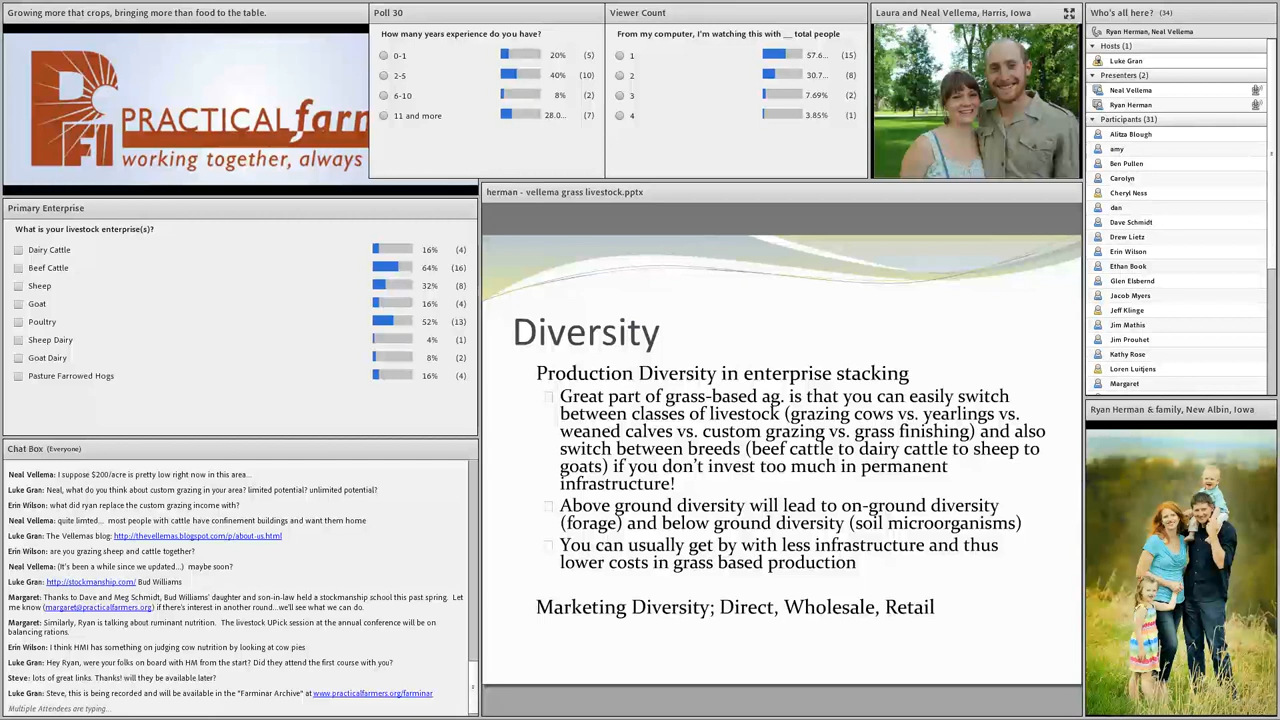 Growing more that crops, bringing more than food to the table.
PRACTICAL farm
PFI
working together, always
Poll 30
How many years experience do you have?
0-1 20% (5)
2-5 40% (10)
6-10 8% (2)
11 and more 28.0... (7)
Viewer Count
From my computer, I'm watching this with __ total people
1 57.6... (15)
2 30.7... (8)
3 7.69% (2)
4 3.85% (1)
Laura and Neal Vellema, Harris, Iowa
Who's all here? (34)
Ryan Herman, Neal Vellema
Hosts (1)
Luke Gran
Presenters (2)
Neal Vellema
Ryan Herman
Participants (31)
Alitza Blough
amy
Ben Pullen
Carolyn
Cheryl Ness
dan
Dave Schmidt
Drew Lietz
Erin Wilson
Ethan Book
Glen Elsbernd
Jacob Myers
Jeff Klinge
Jim Mathis
Jim Prouhet
Kathy Rose
Loren Luitjens
Margaret
Primary Enterprise
What is your livestock enterprise(s)?
Dairy Cattle 16% (4)
Beef Cattle 64% (16)
Sheep 32% (8)
Goat 16% (4)
Poultry 52% (13)
Sheep Dairy 4% (1)
Goat Dairy 8% (2)
Pasture Farrowed Hogs 16% (4)
Chat Box (Everyone)
Neal Vellema: I suppose $200/acre is pretty low right now in this area...
Luke Gran: Neal, what do you think about custom grazing in your area? limited potential? unlimited potential?
Erin Wilson: what did ryan replace the custom grazing income with?
Neal Vellema: quite limted... most people with cattle have confinement buildings and want them home
Luke Gran: The Vellemas blog: http://thevellemas.blogspot.com/p/about-us.html
Erin Wilson: are you grazing sheep and cattle together?
Neal Vellema: (It's been a while since we updated...) maybe soon?
Luke Gran: http://stockmanship.com/ Bud Williams
Margaret: Thanks to Dave and Meg Schmidt, Bud Williams' daughter and son-in-law held a stockmanship school this past spring. Let
me know (margaret@practicalfarmers.org) if there's interest in another round...we'll see what we can do.
Margaret: Similarly, Ryan is talking about ruminant nutrition. The livestock UPick session at the annual conference will be on
balancing rations.
Erin Wilson: I think HMI has something on judging cow nutrition by looking at cow pies
Luke Gran: Hey Ryan, were your folks on board with HM from the start? Did they attend the first course with you?
Steve: lots of great links. Thanks! will they be available later?
Luke Gran: Steve, this is being recorded and will be available in the "Farminar Archive" at www.practicalfarmers.org/farminar
Multiple Attendees are typing...
herman - vellema grass livestock.pptx
Diversity
Production Diversity in enterprise stacking
Great part of grass-based ag. is that you can easily switch
between classes of livestock (grazing cows vs. yearlings vs.
weaned calves vs. custom grazing vs. grass finishing) and also
switch between breeds (beef cattle to dairy cattle to sheep to
goats) if you don't invest too much in permanent
infrastructure!
Above ground diversity will lead to on-ground diversity
(forage) and below ground diversity (soil microorganisms)
You can usually get by with less infrastructure and thus
lower costs in grass based production
Marketing Diversity; Direct, Wholesale, Retail
Ryan Herman & family, New Albin, Iowa